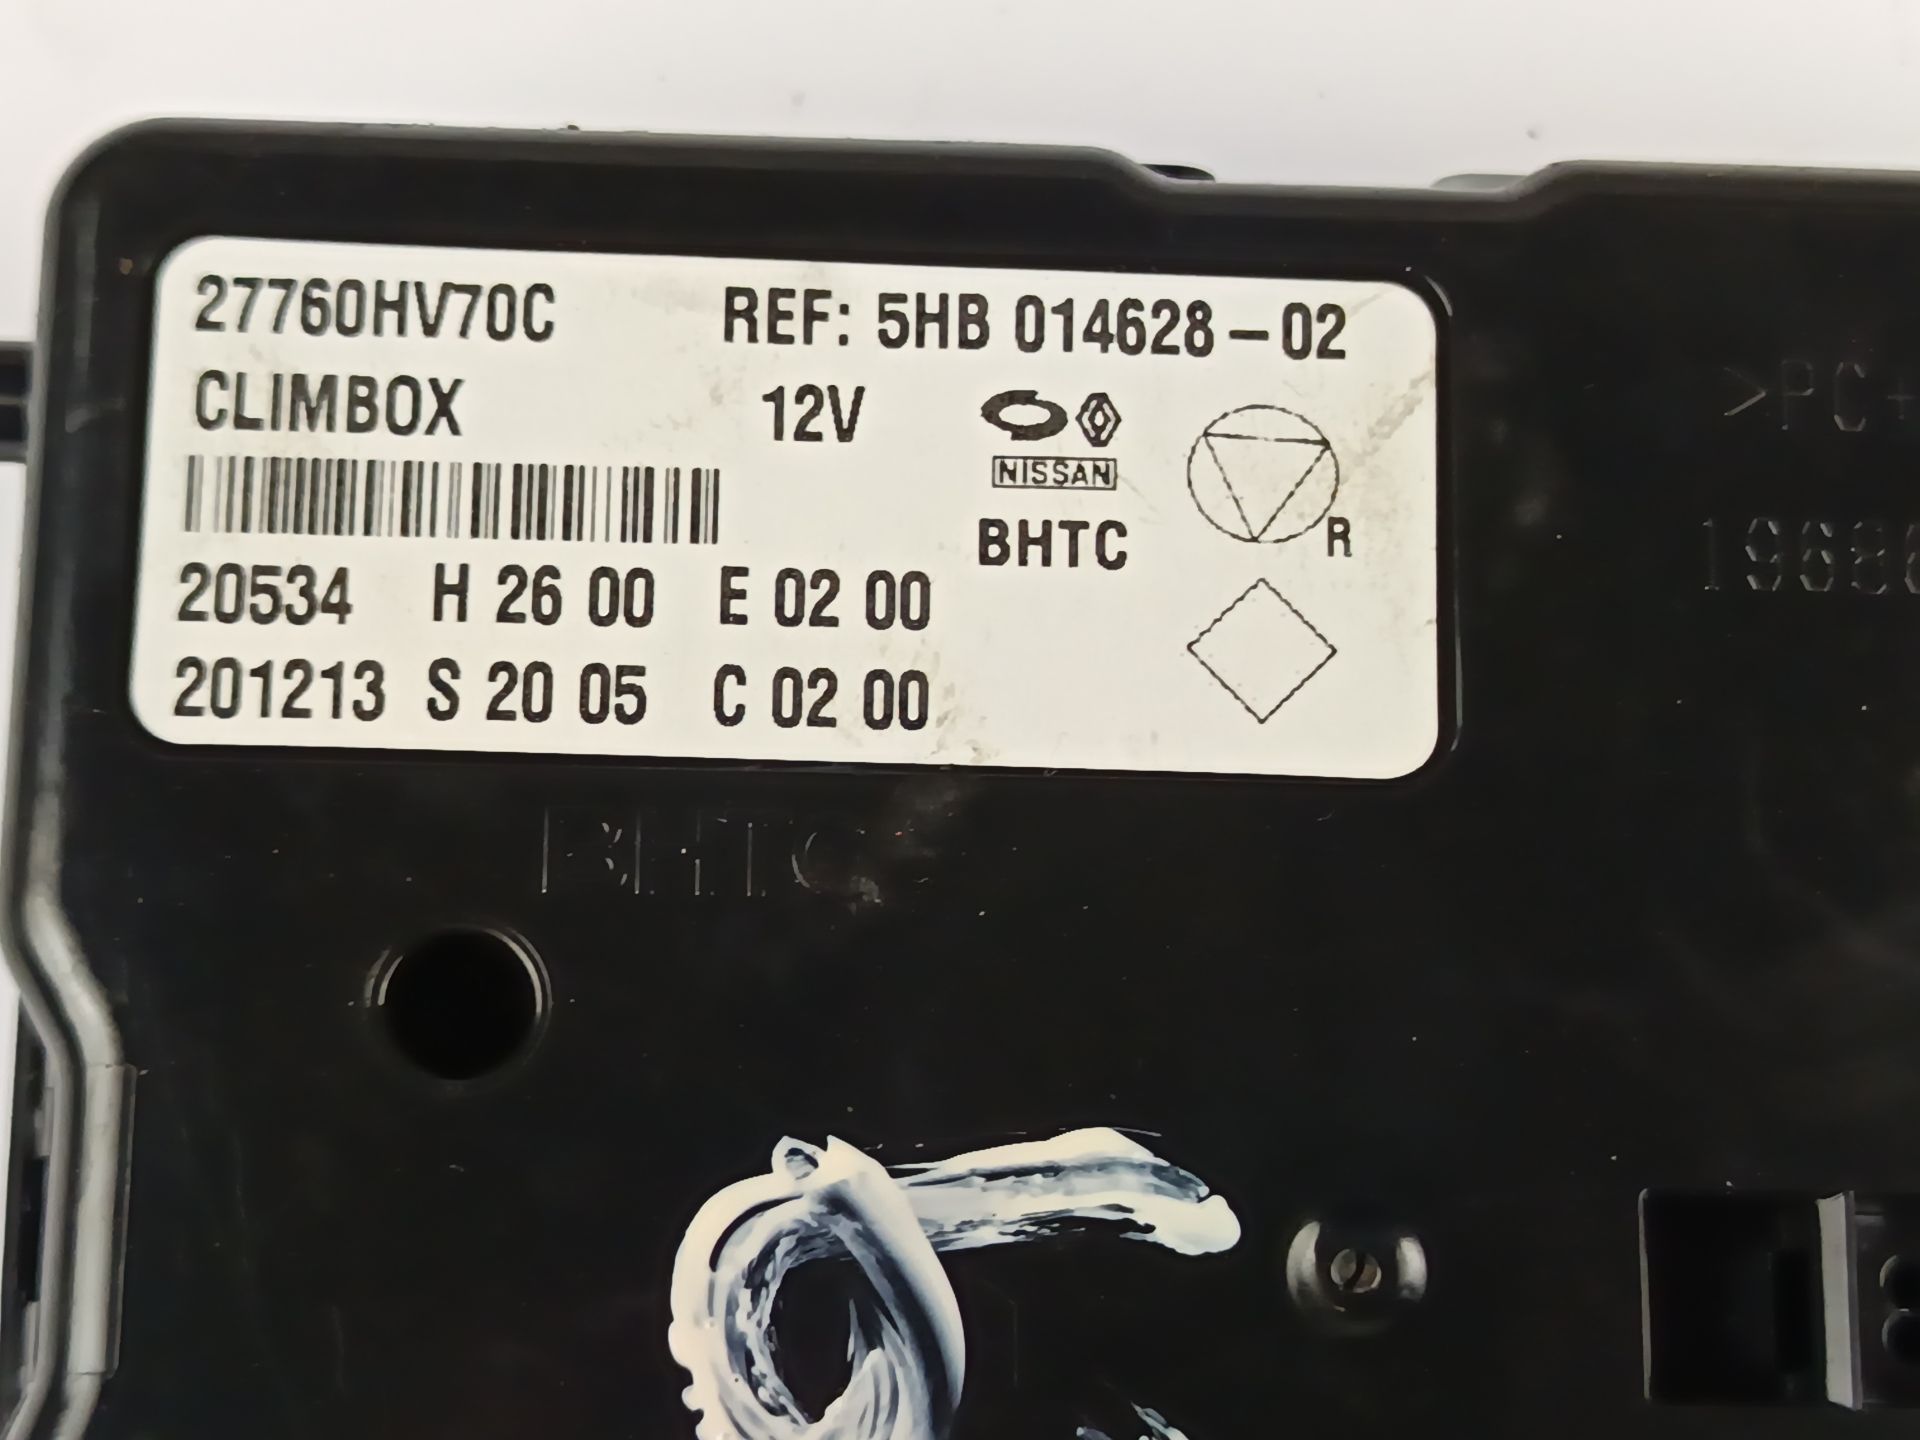 27760HV70C REF: 5HB 014628-02
CLIMBOX 12V
NISSAN
BHTC R
20534 H 26 00 E 02 00
201213 S 20 05 C 02 00
>PC+
BHTC